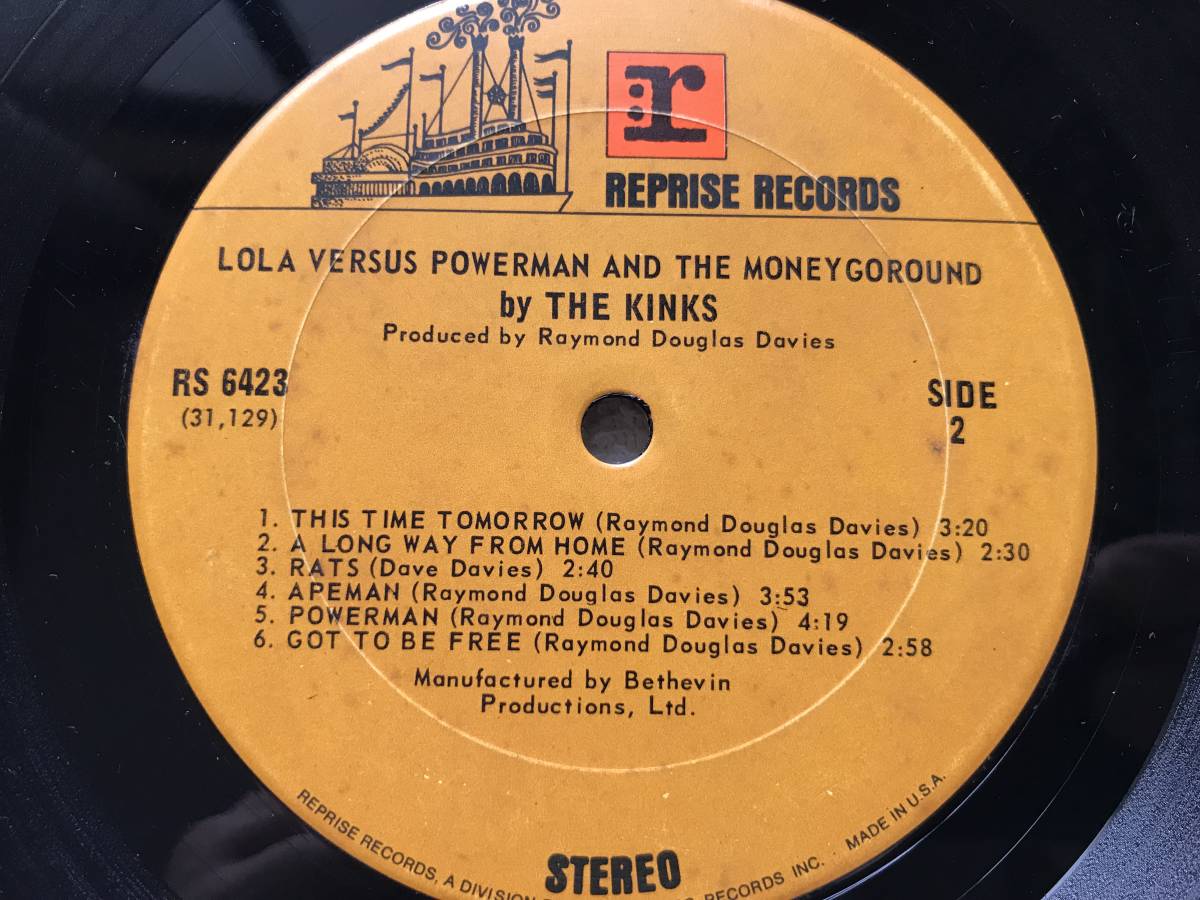 r
REPRISE RECORDS
LOLA VERSUS POWERMAN AND THE MONEYGOROUND
by THE KINKS
Produced by Raymond Douglas Davies
RS 6423
(31,129)
SIDE
2
1. THIS TIME TOMORROW (Raymond Douglas Davies) 3:20
2. A LONG WAY FROM HOME (Raymond Douglas Davies) 2:30
3. RATS (Dave Davies) 2:40
4. APEMAN (Raymond Douglas Davies) 3:53
5. POWERMAN (Raymond Douglas Davies) 4:19
6. GOT TO BE FREE (Raymond Douglas Davies) 2:58
Manufactured by Bethevin
Productions, Ltd.
STEREO
REPRISE RECORDS, A DIVISION RECORDS INC. · MADE IN U.S.A.